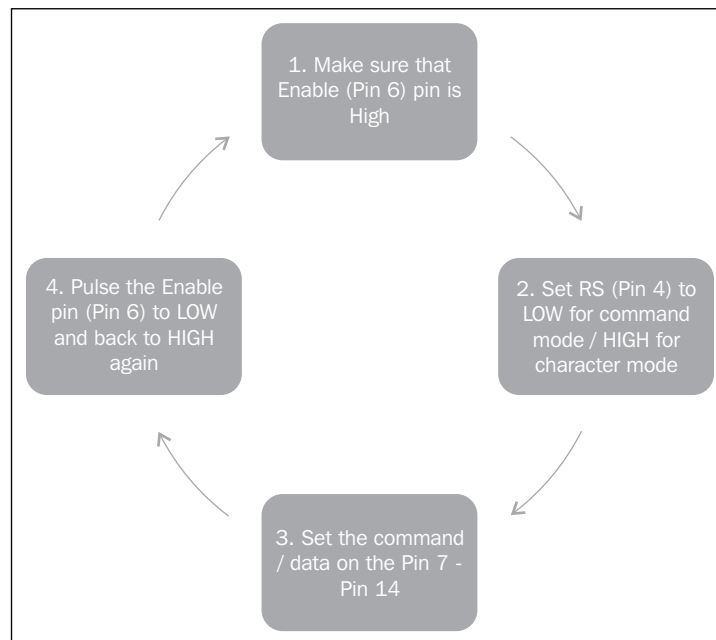 1. Make sure that
Enable (Pin 6) pin is
High
2. Set RS (Pin 4) to
LOW for command
mode / HIGH for
character mode
3. Set the command
/ data on the Pin 7 -
Pin 14
4. Pulse the Enable
pin (Pin 6) to LOW
and back to HIGH
again